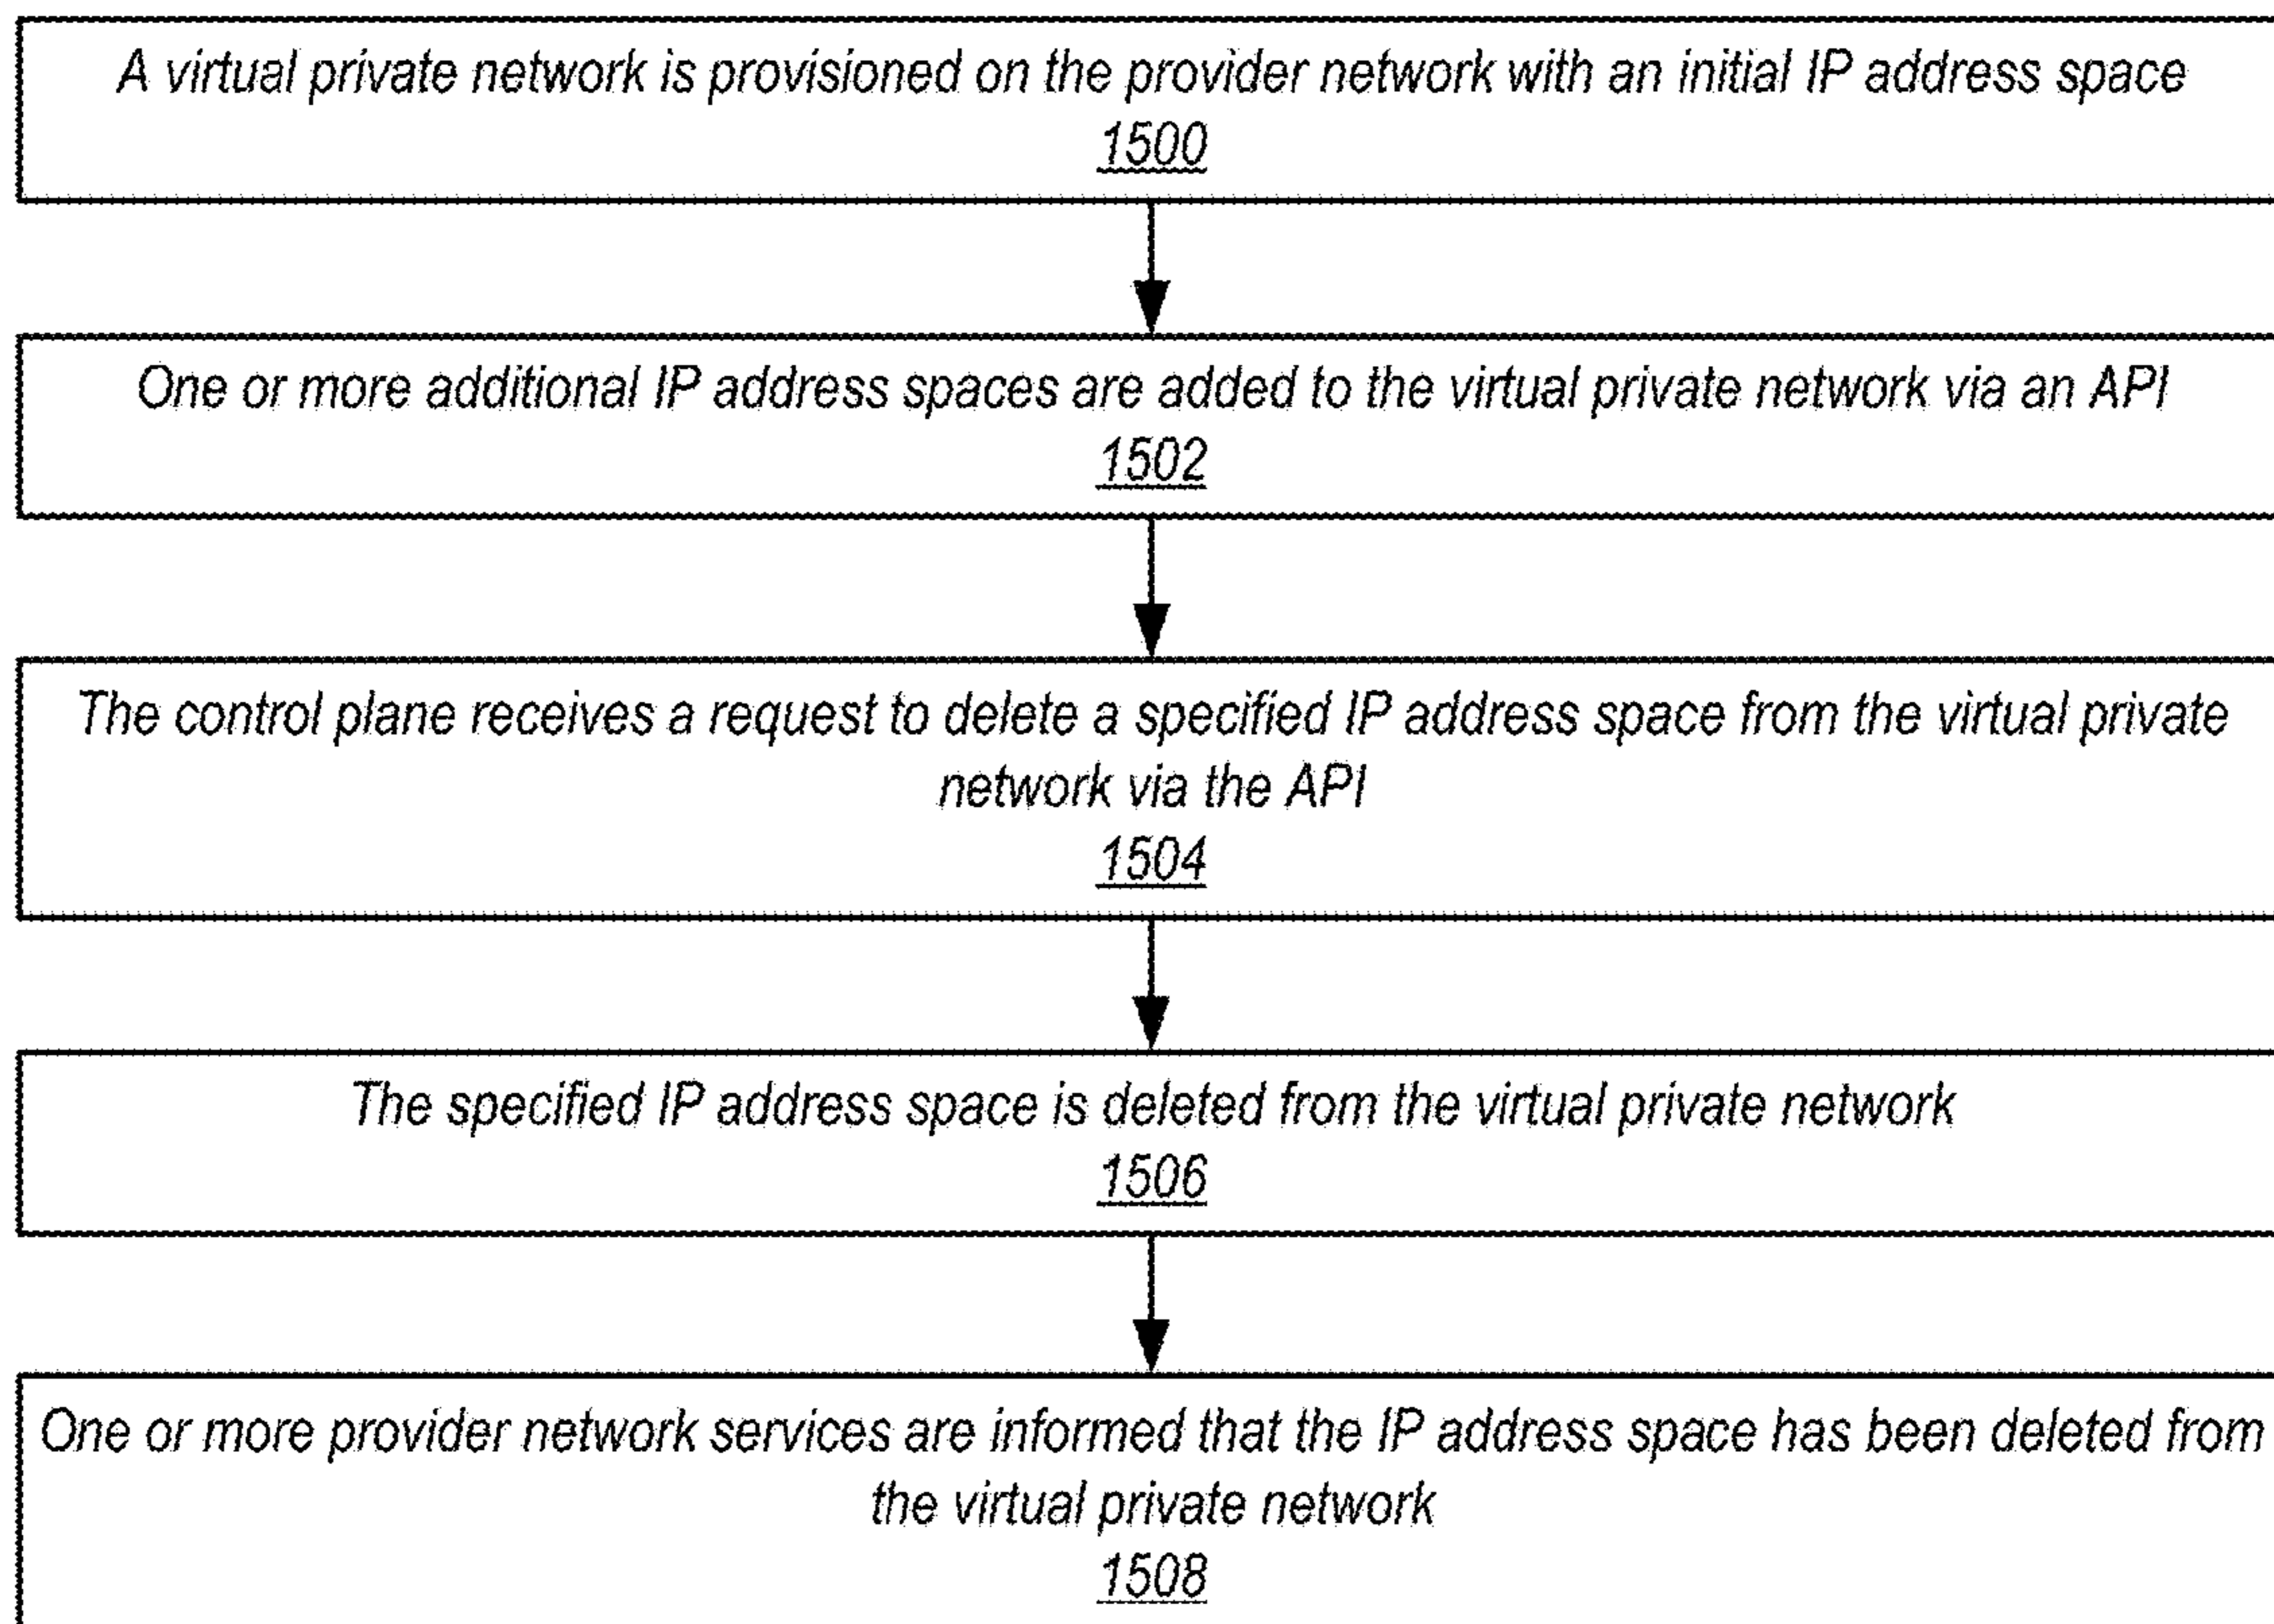 A virtual private network is provisioned on the provider network with an initial IP address space
1500
One or more additional IP address spaces are added to the virtual private network via an API
1502
The control plane receives a request to delete a specified IP address space from the virtual private
network via the API
1504
The specified IP address space is deleted from the virtual private network
1506
One or more provider network services are informed that the IP address space has been deleted from
the virtual private network
1508